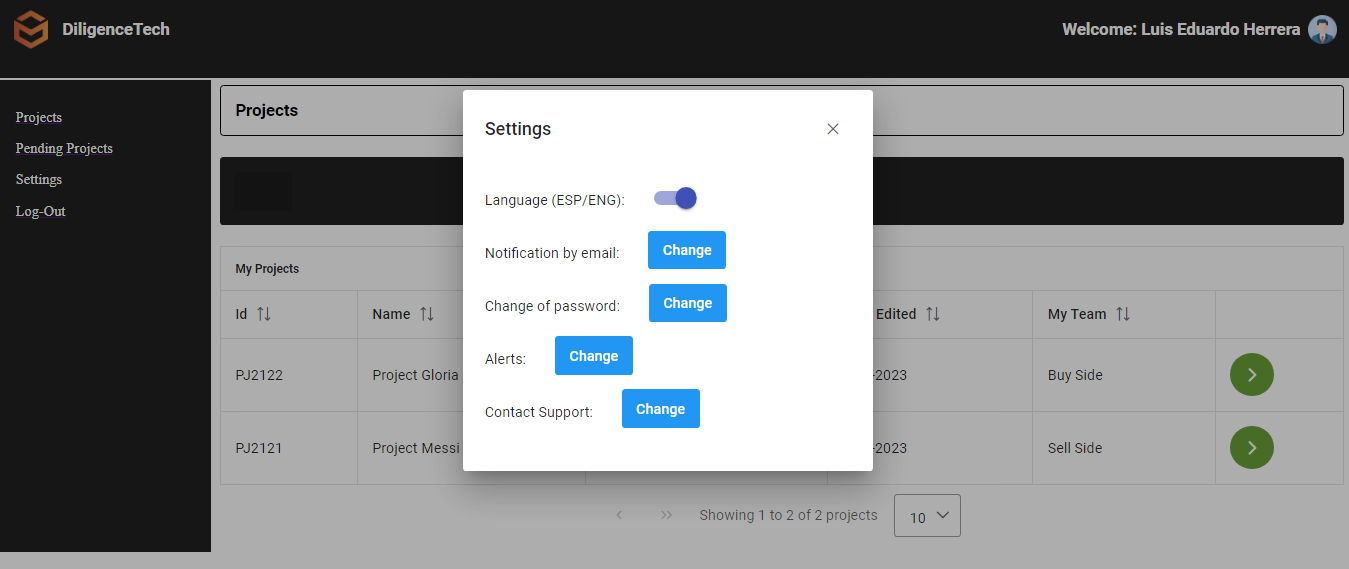 DiligenceTech
Welcome: Luis Eduardo Herrera
Projects
Pending Projects
Settings
Log-Out
Projects
Settings
Language (ESP/ENG):
Notification by email: Change
Change of password: Change
Alerts: Change
Contact Support: Change
My Projects
Id Name Edited My Team
PJ2122 Project Gloria -2023 Buy Side
PJ2121 Project Messi -2023 Sell Side
Showing 1 to 2 of 2 projects 10